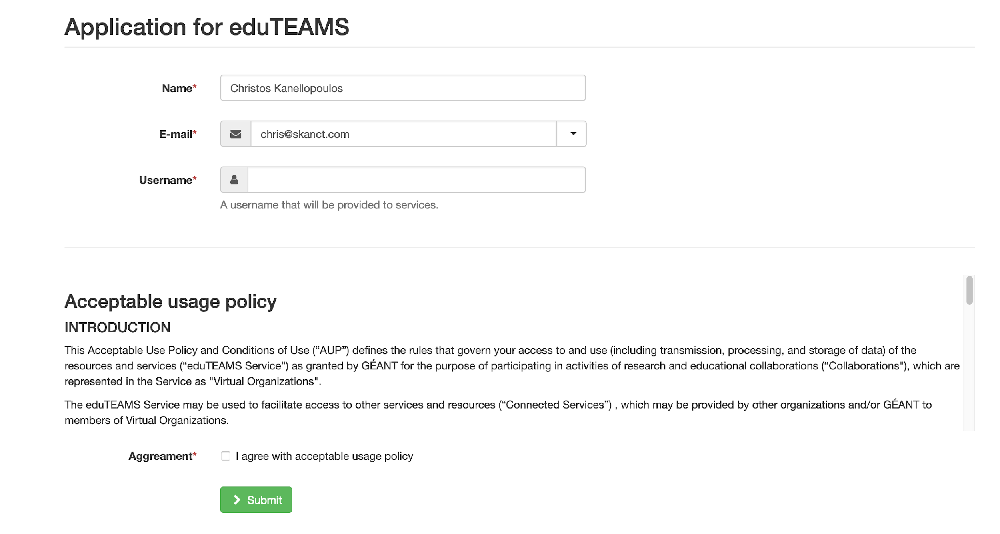 Application for eduTEAMS
Name*
Christos Kanellopoulos
E-mail*
chris@skanct.com
Username*
A username that will be provided to services.
Acceptable usage policy
INTRODUCTION
This Acceptable Use Policy and Conditions of Use (“AUP”) defines the rules that govern your access to and use (including transmission, processing, and storage of data) of the
resources and services (“eduTEAMS Service”) as granted by GÉANT for the purpose of participating in activities of research and educational collaborations (“Collaborations"), which are
represented in the Service as "Virtual Organizations".
The eduTEAMS Service may be used to facilitate access to other services and resources (“Connected Services”) , which may be provided by other organizations and/or GÉANT to
members of Virtual Organizations.
Aggreament*
I agree with acceptable usage policy
Submit